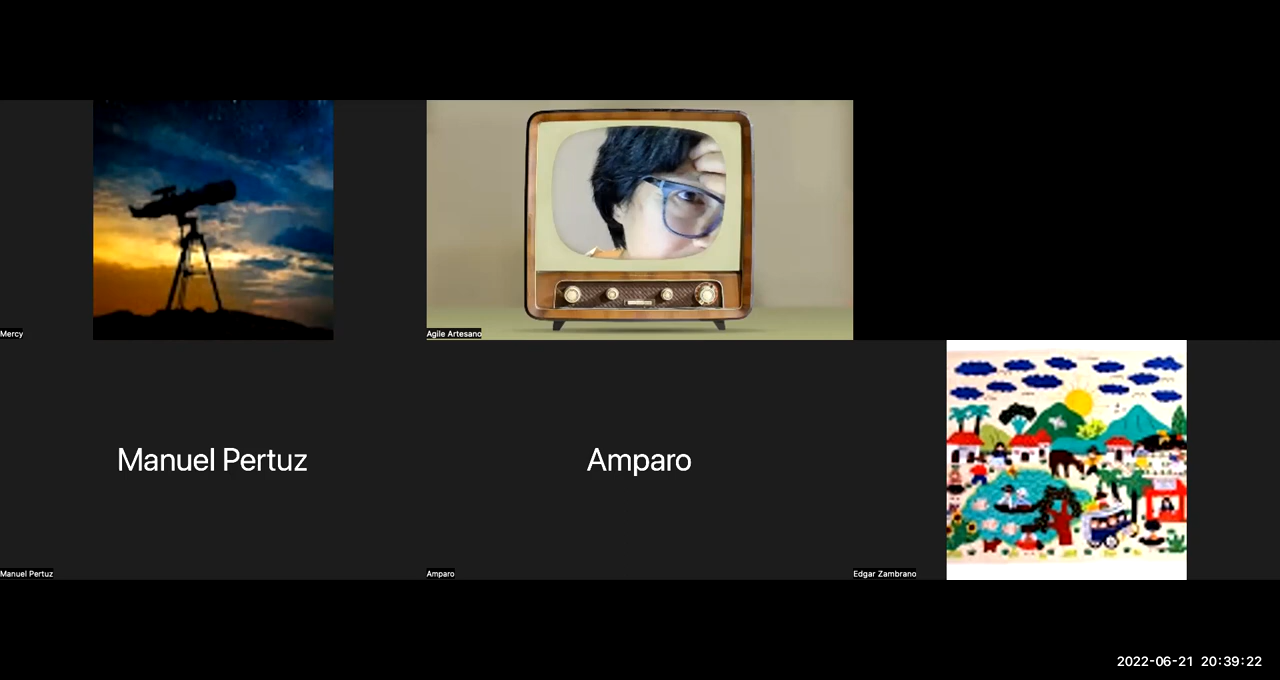 Mercy
Agile Artesano
Manuel Pertuz
Amparo
Manuel Pertuz
Amparo
Edgar Zambrano
2022-06-21 20:39:22